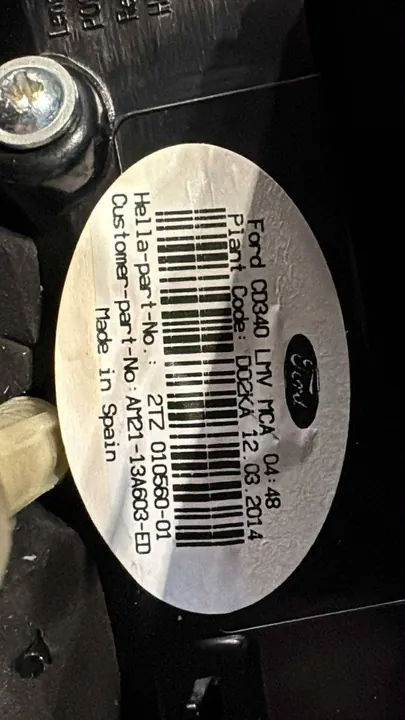 Ford
Ford CD340 LMV MCA 04:48
Plant Code: D02KA 12.03.2014
Hella-part-No.: 2TZ 010560-01
Customer-part-No: AM21-13A603-ED
Made in Spain